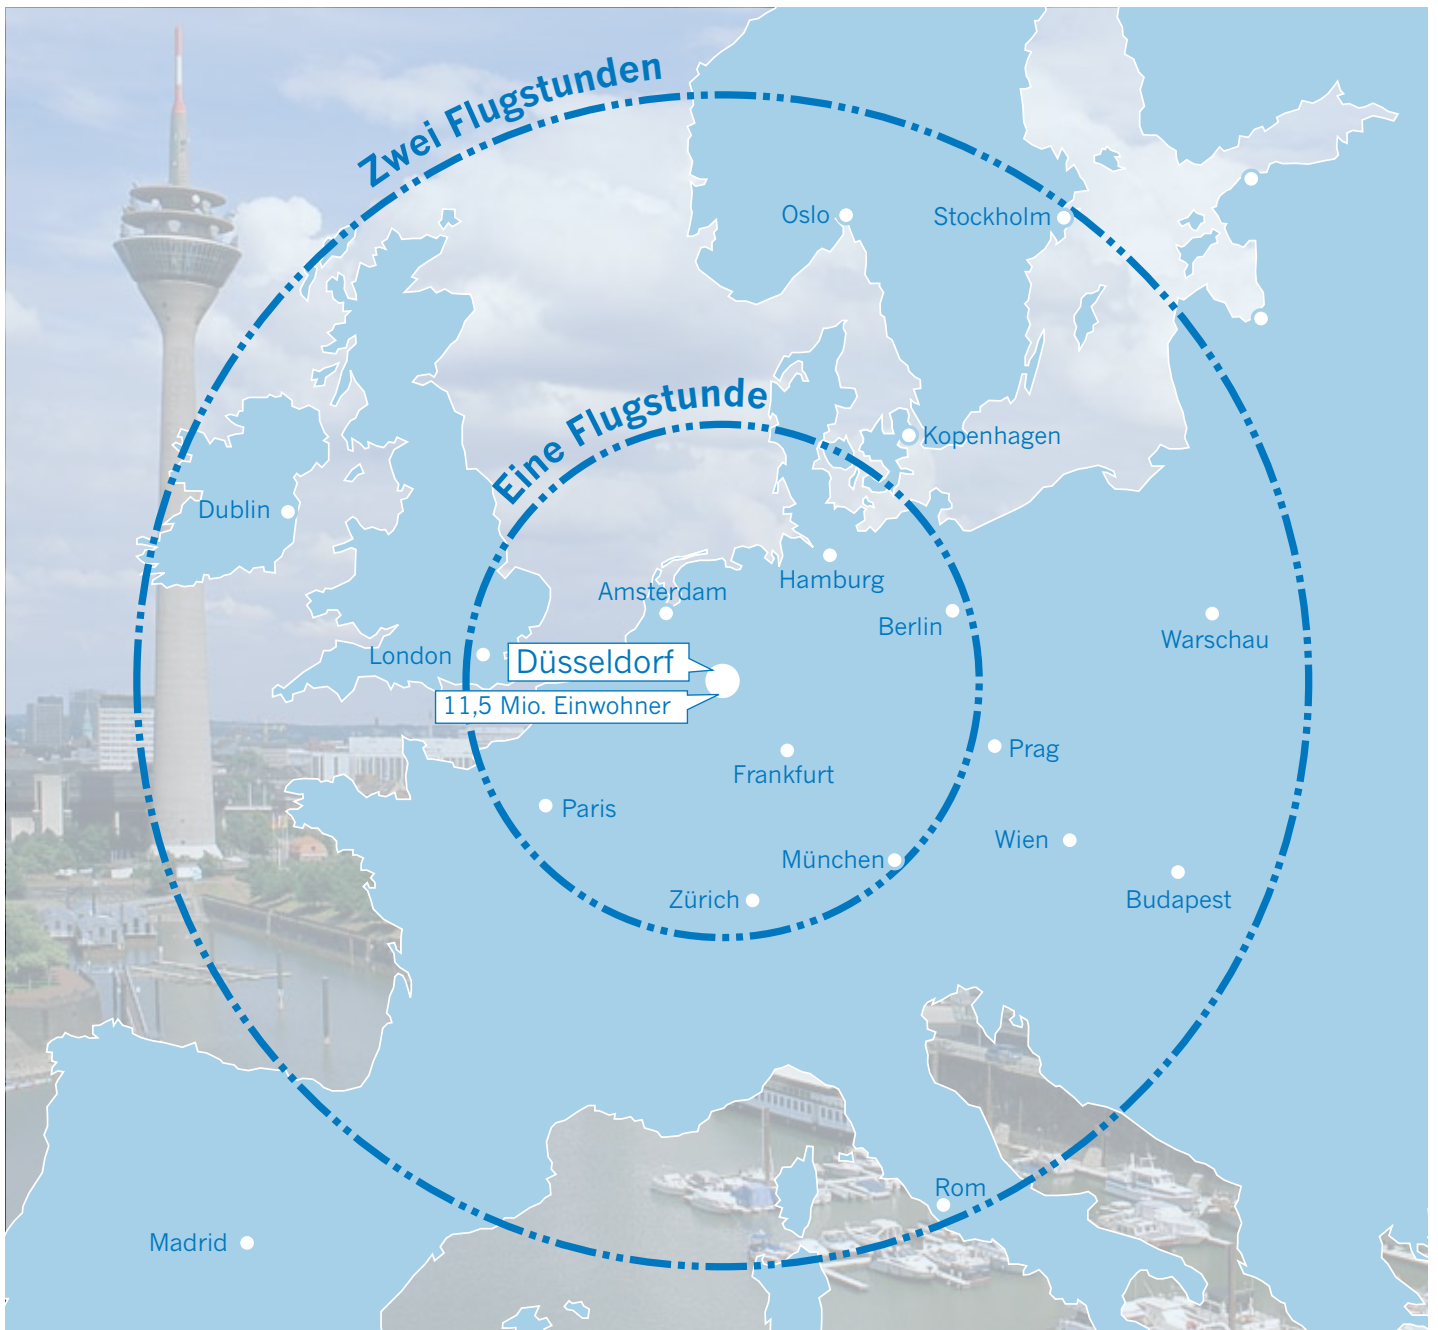 Zwei Flugstunden
Oslo
Stockholm
Eine Flugstunde
Kopenhagen
Dublin
Hamburg
Amsterdam
Berlin
Warschau
London
Düsseldorf
11,5 Mio. Einwohner
Prag
Frankfurt
Paris
Wien
München
Zürich
Budapest
Rom
Madrid